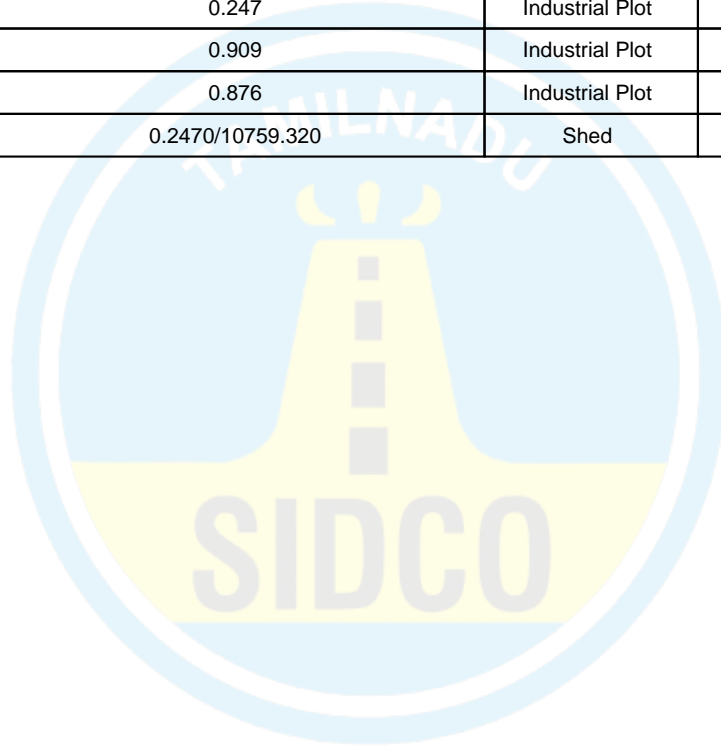 0.247 Industrial Plot
0.909 Industrial Plot
0.876 Industrial Plot
0.2470/10759.320 Shed
TAMILNADU
SIDCO